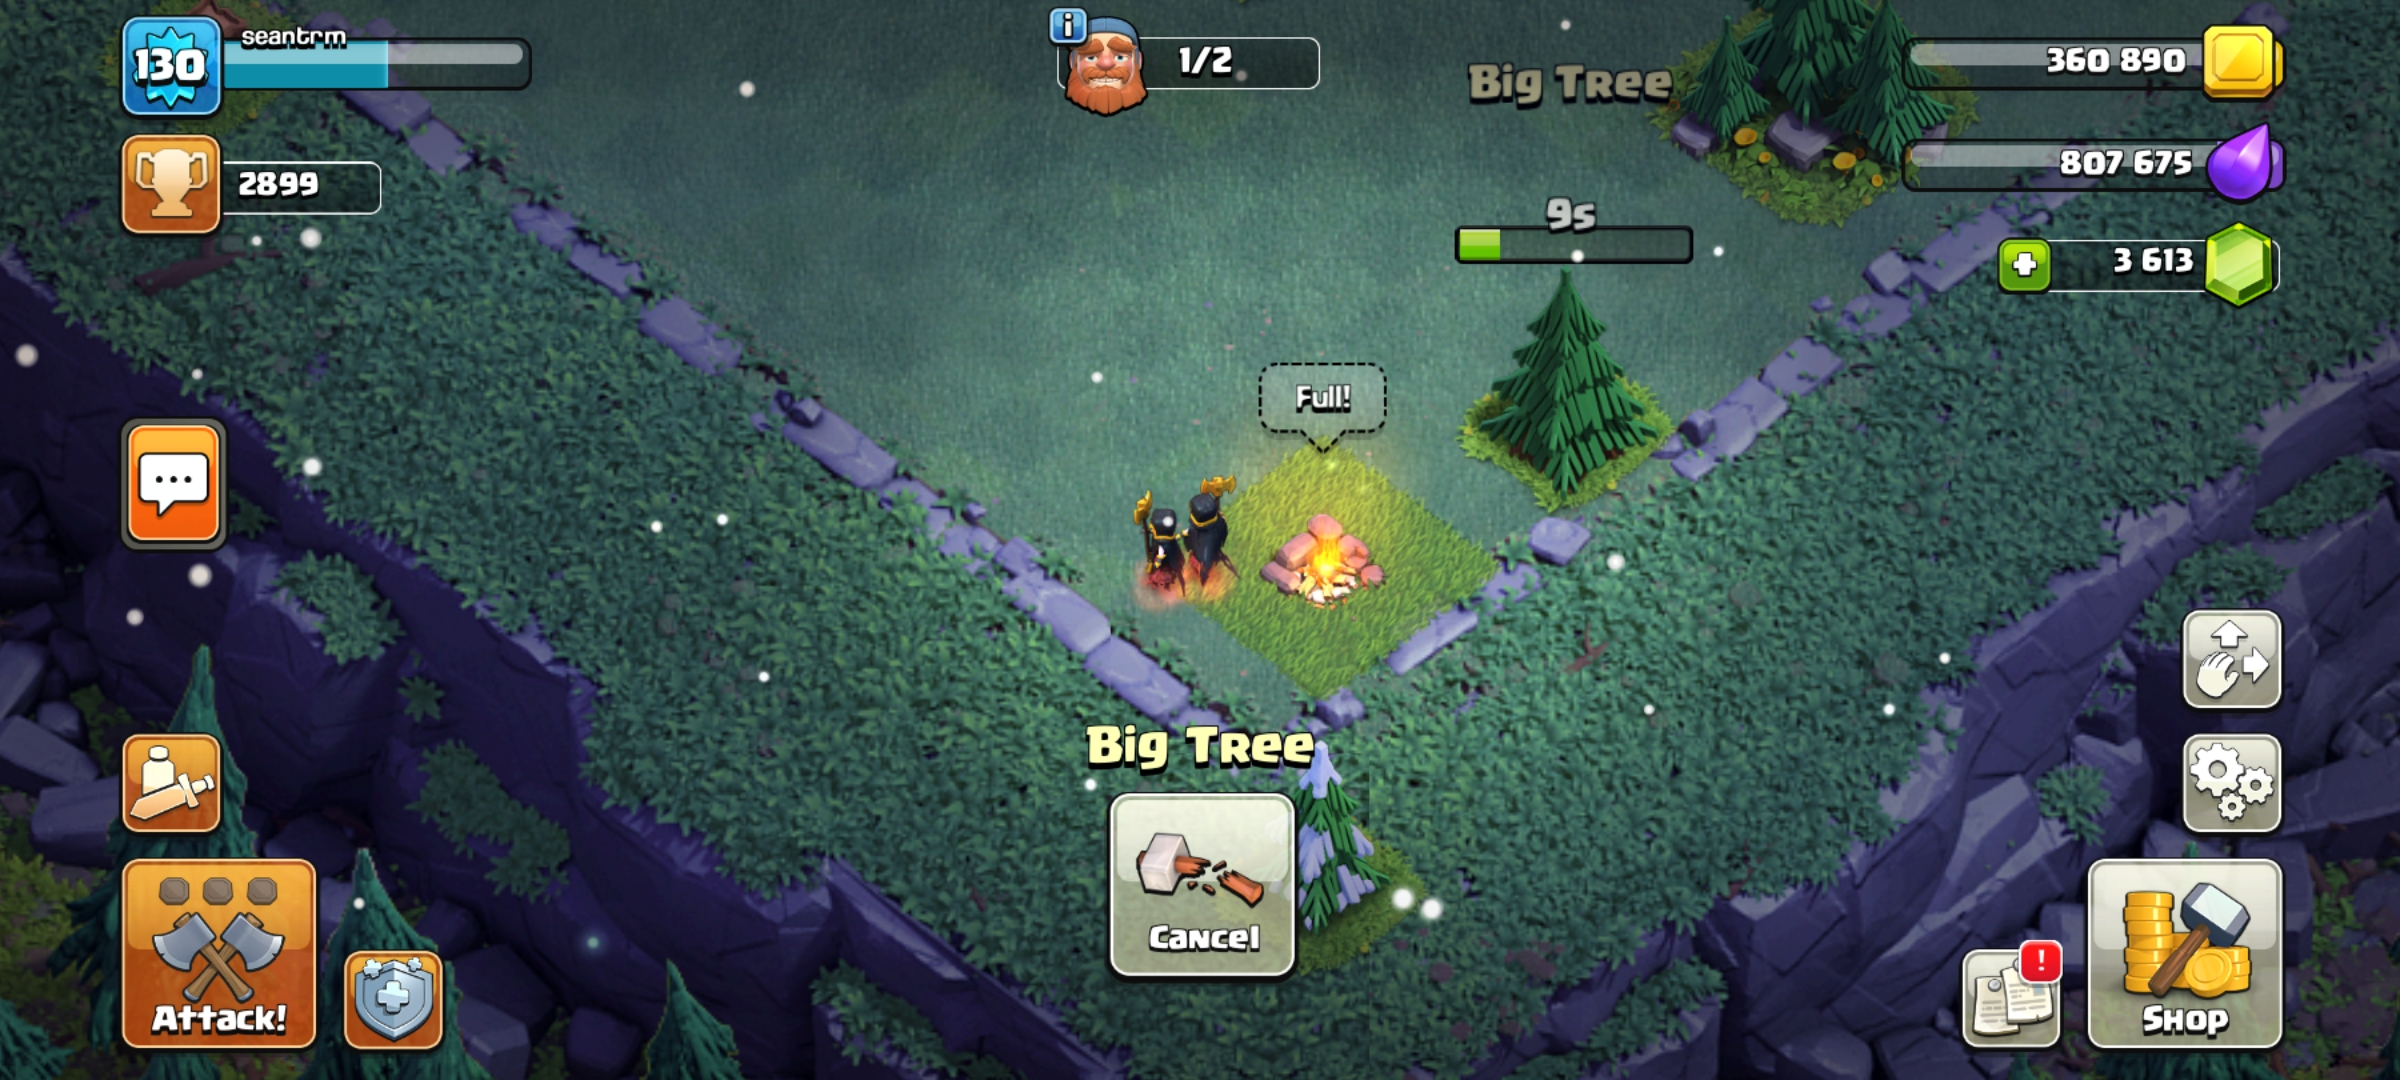 130
seantrm
i
1/2
Big Tree
360 890
2899
807 675
9s
3 613
Full!
Big Tree
Cancel
Attack!
!
Shop